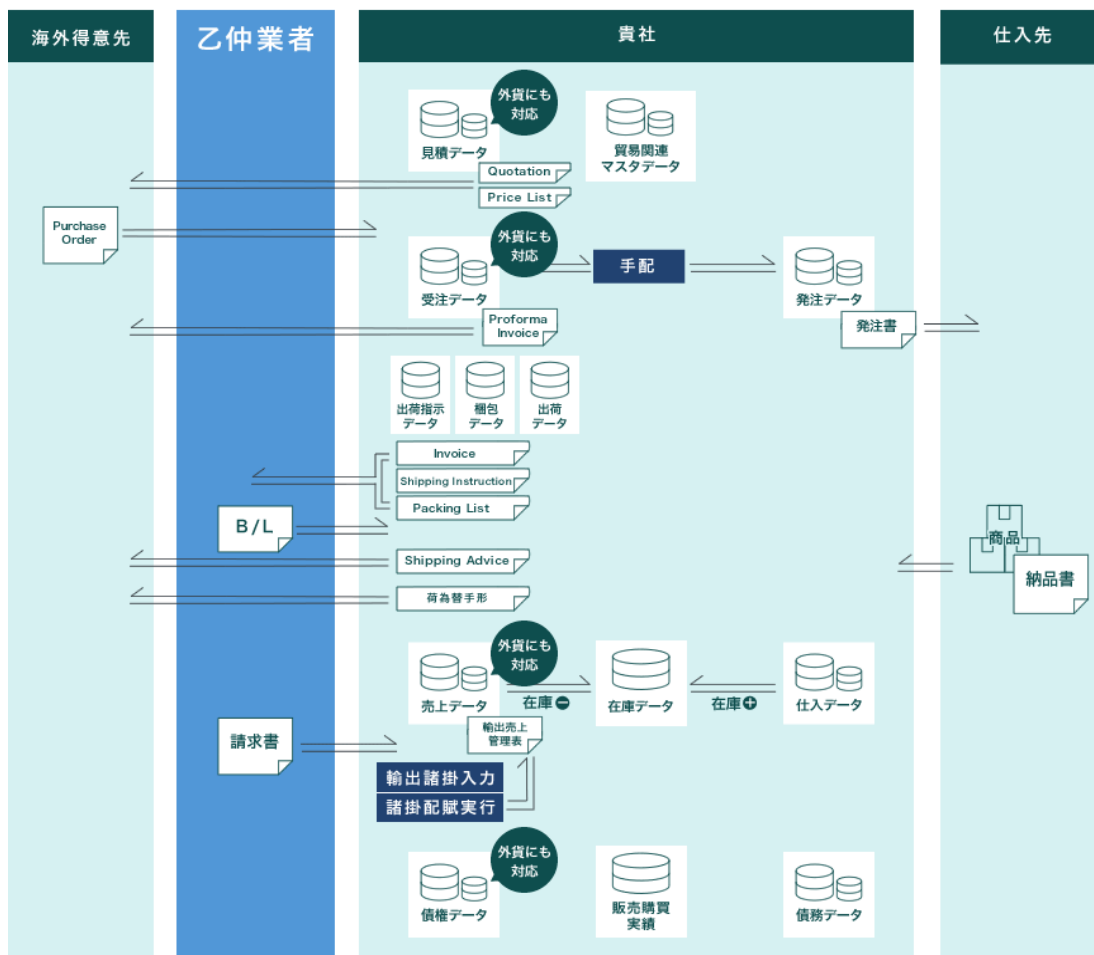 海外得意先
乙仲業者
貴社
仕入先
外貨にも
対応
見積データ
貿易関連
マスタデータ
Quotation
Price List
Purchase
Order
外貨にも
対応
手配
受注データ
発注データ
Proforma
Invoice
発注書
出荷指示
データ
梱包
データ
出荷
データ
Invoice
Shipping Instruction
Packing List
B/L
商品
Shipping Advice
納品書
荷為替手形
外貨にも
対応
売上データ
在庫−
在庫データ
在庫+
仕入データ
輸出売上
管理表
請求書
輸出諸掛入力
諸掛配賦実行
外貨にも
対応
債権データ
販売購買
実績
債務データ